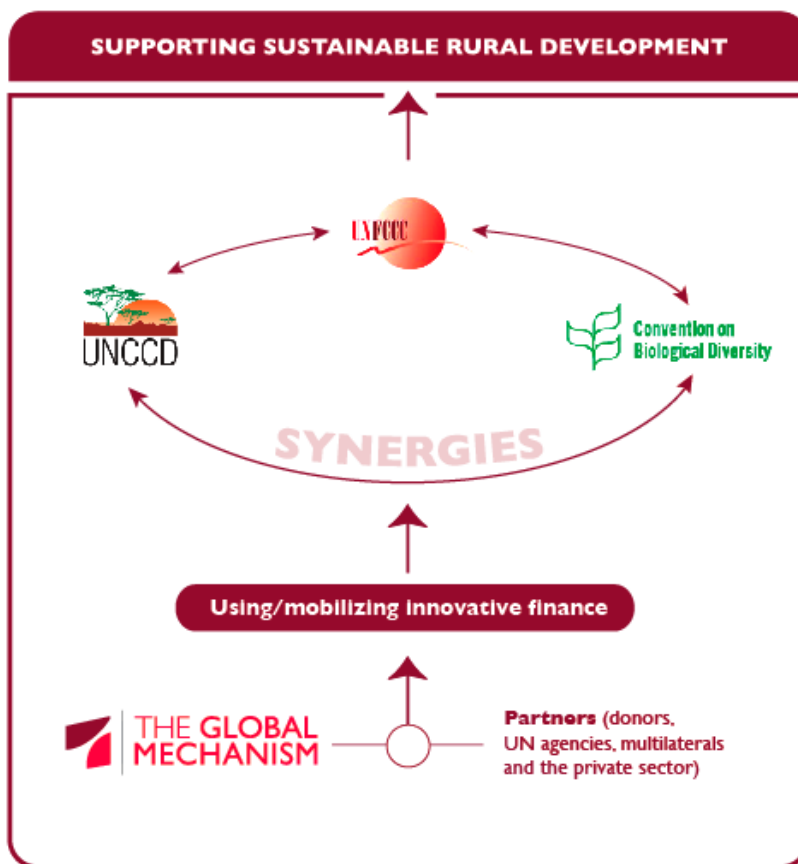 SUPPORTING SUSTAINABLE RURAL DEVELOPMENT
UNFCCC
UNCCD
Convention on
Biological Diversity
SYNERGIES
Using/mobilizing innovative finance
THE GLOBAL
MECHANISM
Partners (donors,
UN agencies, multilaterals
and the private sector)